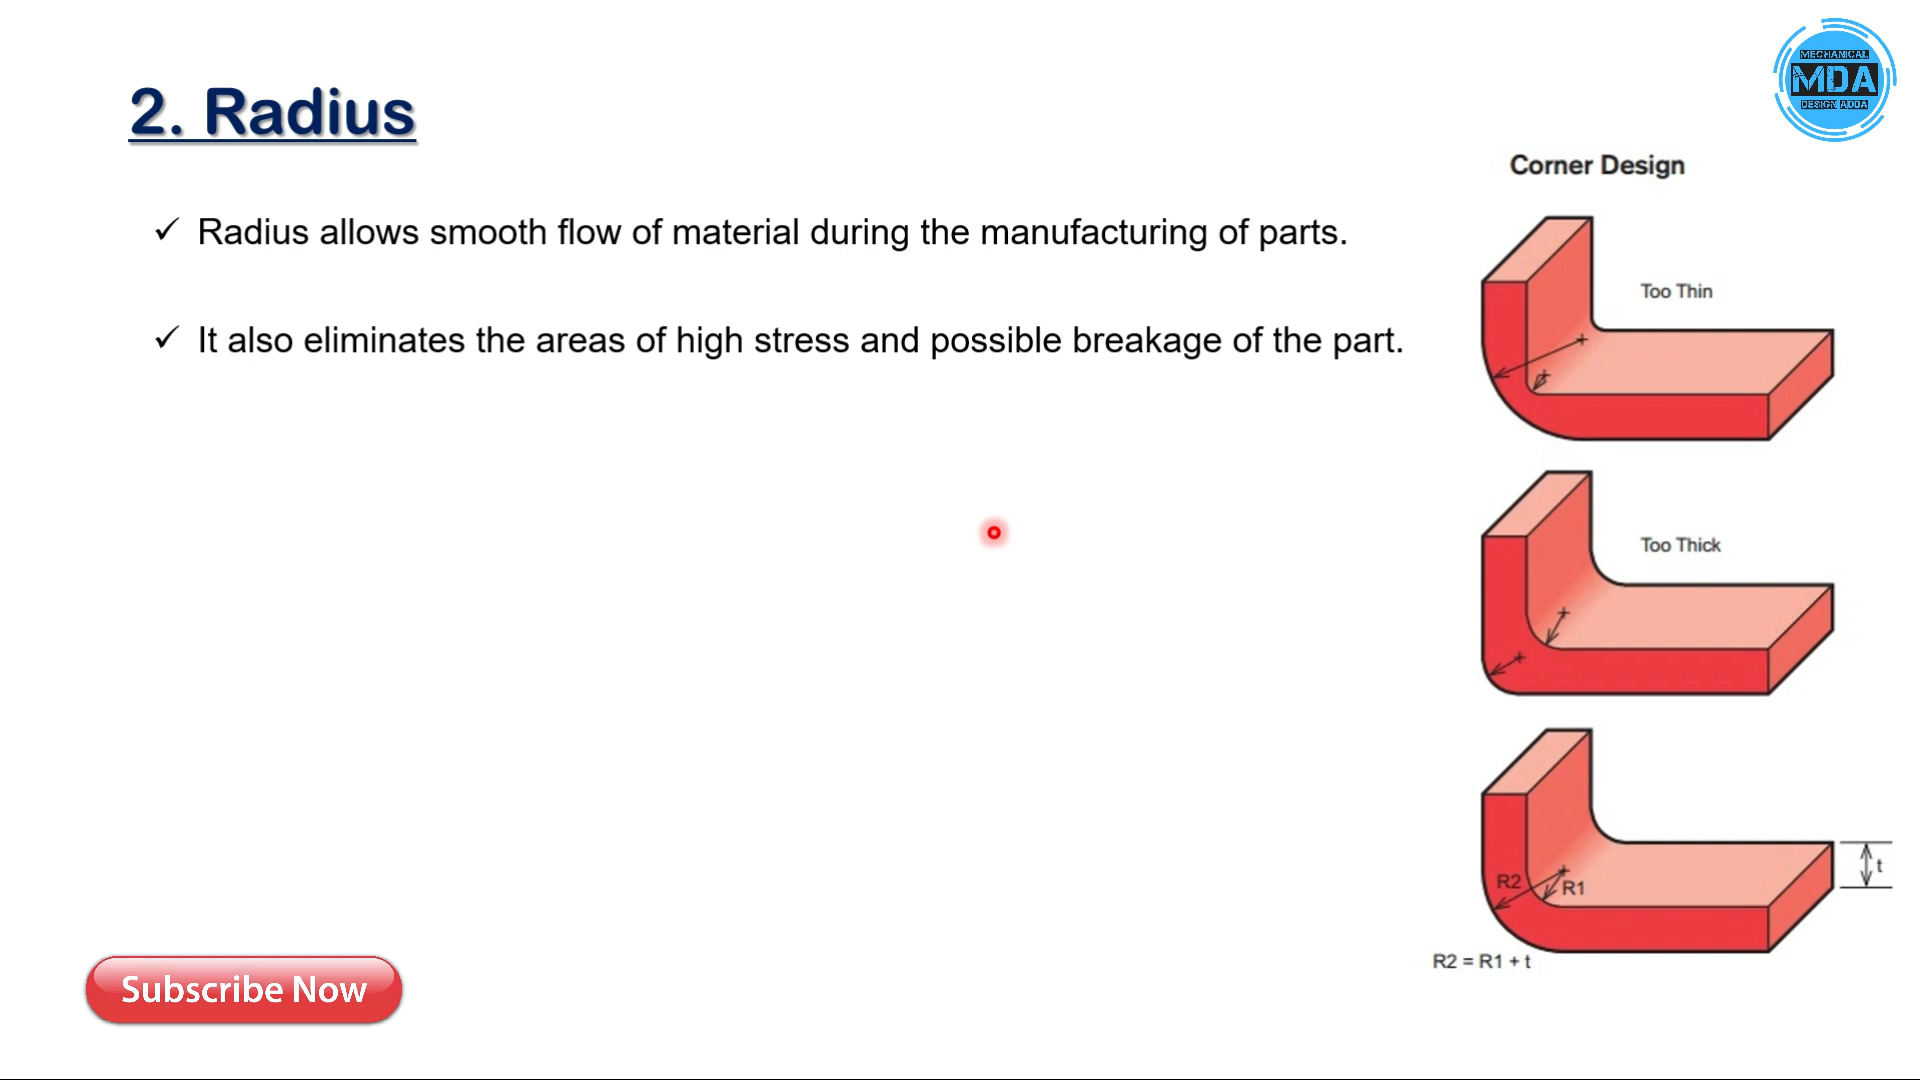 MECHANICAL
MDA
DESIGN ADDA
2. Radius
✓ Radius allows smooth flow of material during the manufacturing of parts.
✓ It also eliminates the areas of high stress and possible breakage of the part.
Corner Design
Too Thin
Too Thick
R2
R1
t
R2 = R1 + t
Subscribe Now